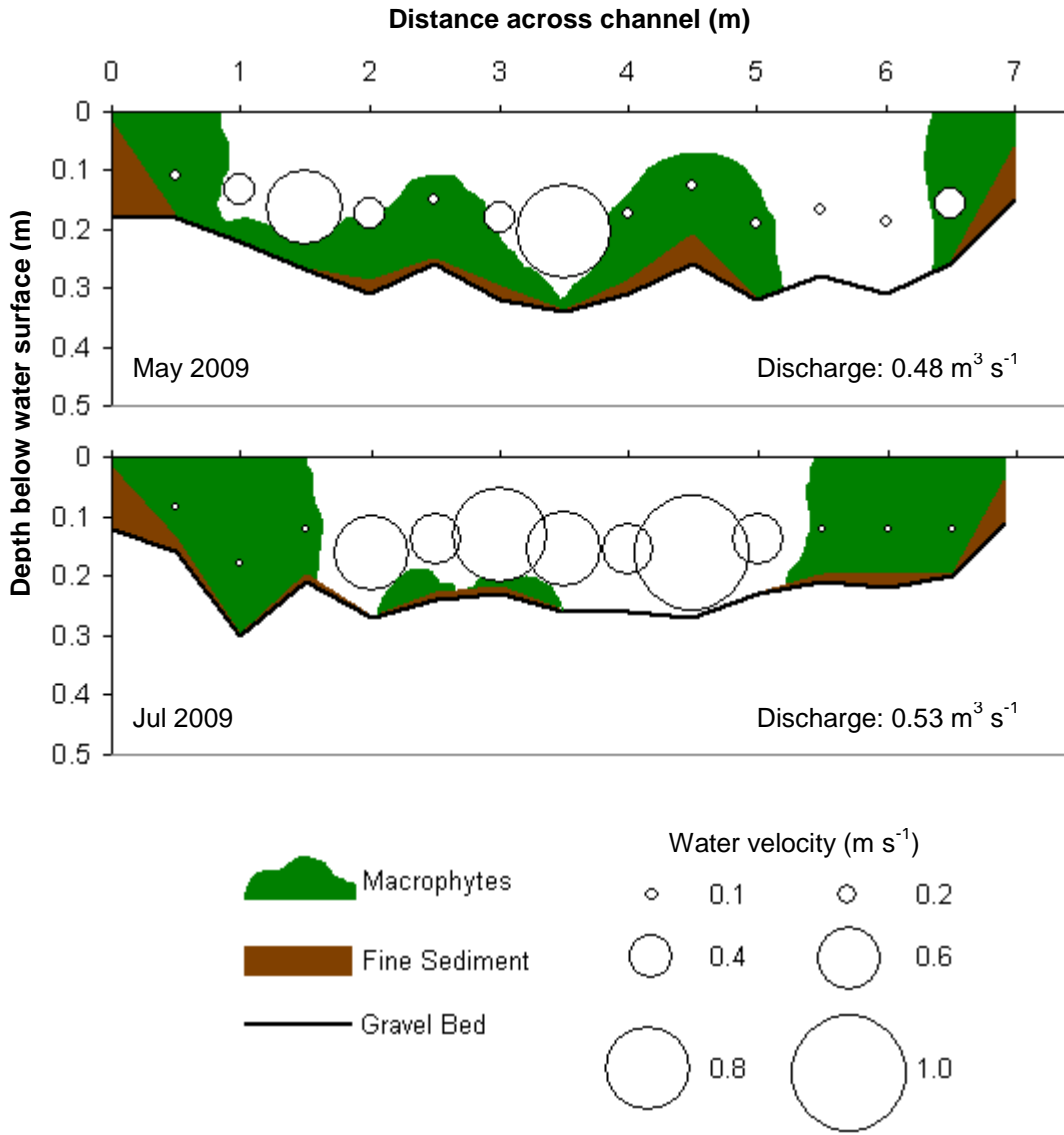 Distance across channel (m)
0 1 2 3 4 5 6 7
Depth below water surface (m)
0
0.1
0.2
0.3
0.4
0.5
May 2009 Discharge: 0.48 m³ s⁻¹
0
0.1
0.2
0.3
0.4
0.5
Jul 2009 Discharge: 0.53 m³ s⁻¹
Water velocity (m s⁻¹)
Macrophytes 0.1 0.2
Fine Sediment 0.4 0.6
Gravel Bed
0.8 1.0